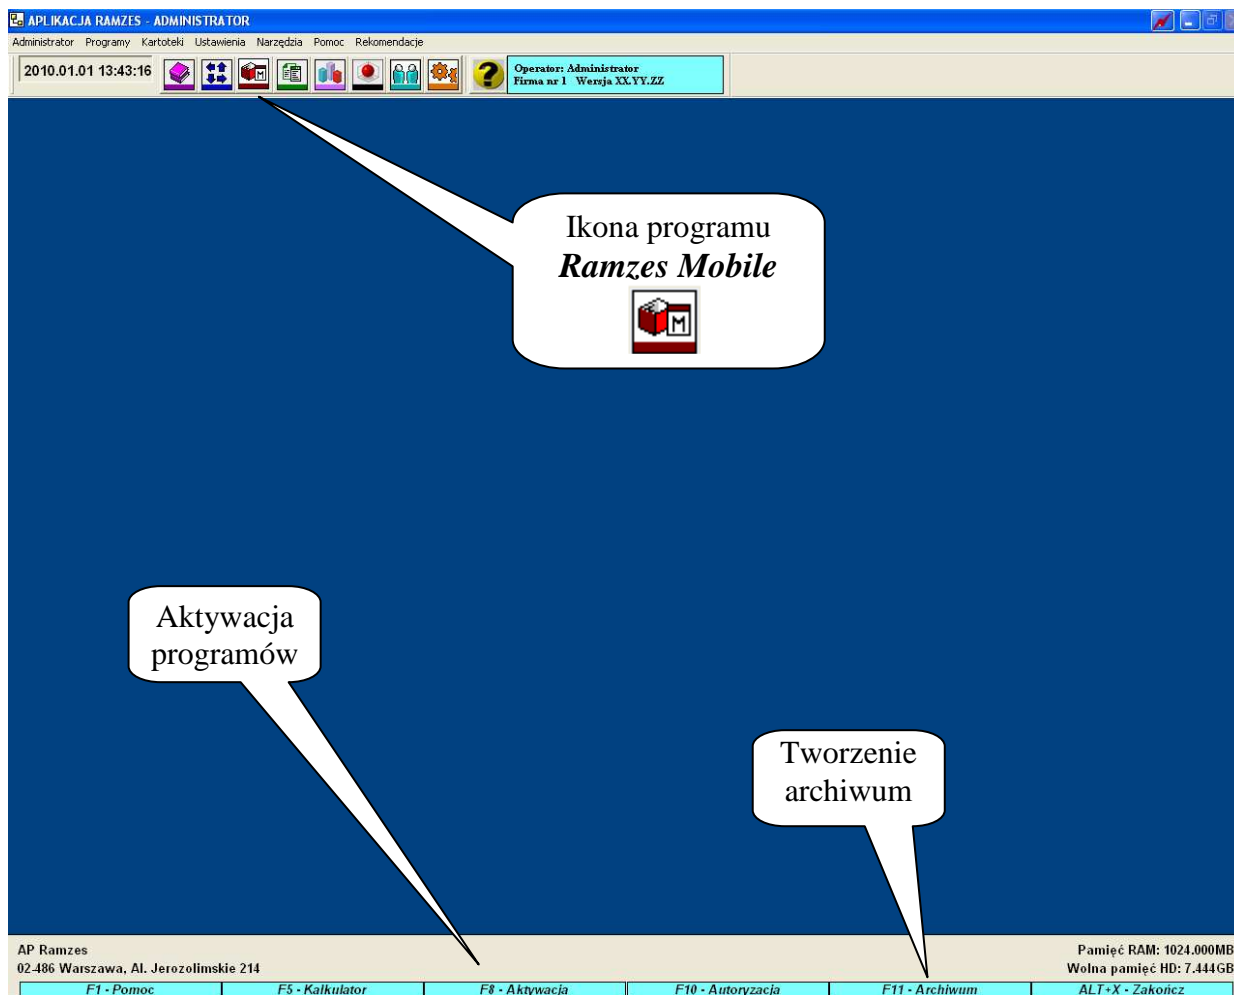 APLIKACJA RAMZES - ADMINISTRATOR
Administrator Programy Kartoteki Ustawienia Narzędzia Pomoc Rekomendacje
2010.01.01 13:43:16
Operator: Administrator
Firma nr 1 Wersja XX.YY.ZZ
Ikona programu
Ramzes Mobile
M
Aktywacja
programów
Tworzenie
archiwum
AP Ramzes
02-486 Warszawa, Al. Jerozolimskie 214
Pamięć RAM: 1024.000MB
Wolna pamięć HD: 7.444GB
F1 - Pomoc F5 - Kalkulator F8 - Aktywacja F10 - Autoryzacja F11 - Archiwum ALT+X - Zakończ